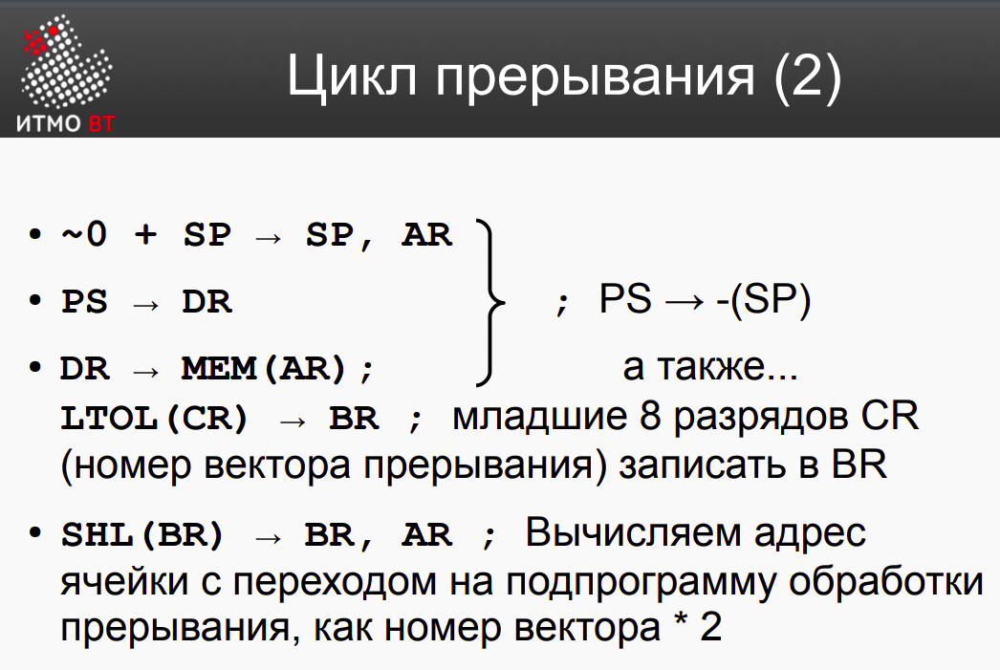 ИТМО ВТ
Цикл прерывания (2)
• ~0 + SP → SP, AR
• PS → DR ; PS → -(SP)
• DR → MEM(AR); а также...
LTOL(CR) → BR ; младшие 8 разрядов CR
(номер вектора прерывания) записать в BR
• SHL(BR) → BR, AR ; Вычисляем адрес
ячейки с переходом на подпрограмму обработки
прерывания, как номер вектора * 2